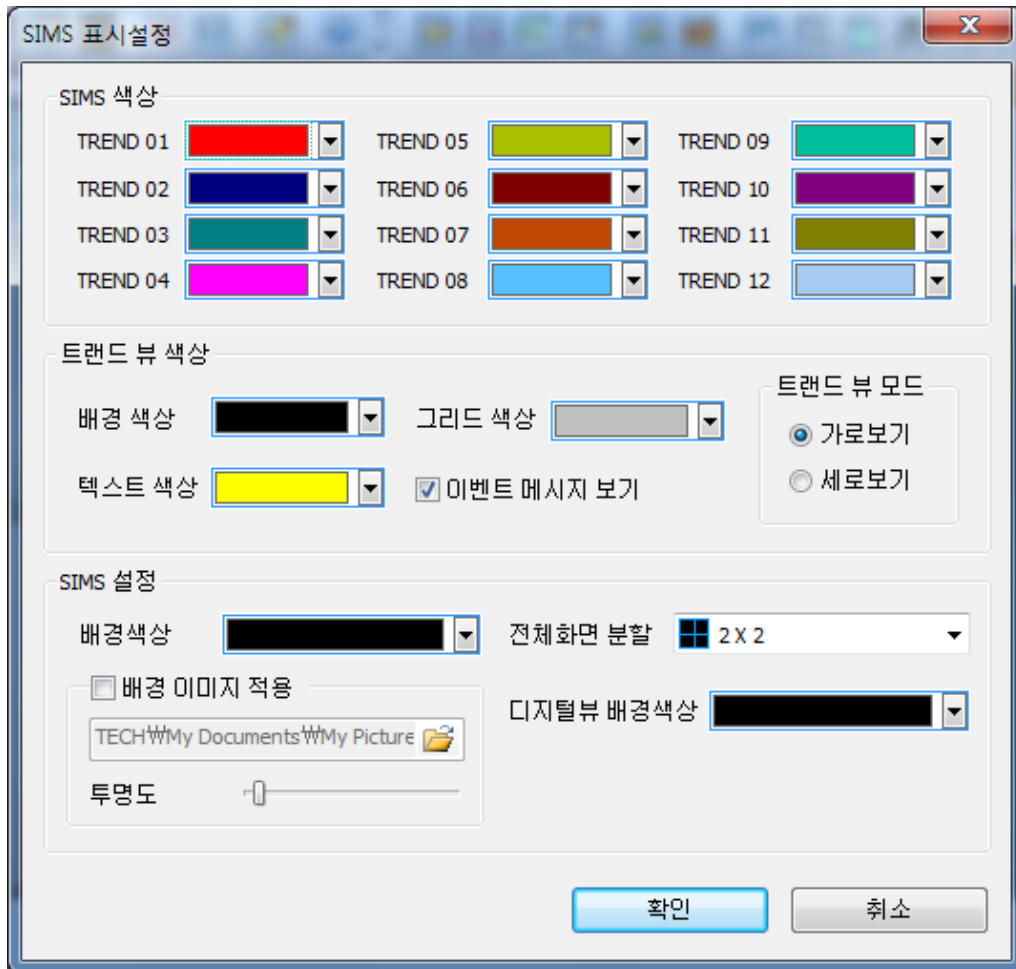 SIMS 표시설정
SIMS 색상
TREND 01 TREND 05 TREND 09
TREND 02 TREND 06 TREND 10
TREND 03 TREND 07 TREND 11
TREND 04 TREND 08 TREND 12
트랜드 뷰 색상
트랜드 뷰 모드
배경 색상 그리드 색상
가로보기
텍스트 색상 이벤트 메시지 보기
세로보기
SIMS 설정
배경색상 전체화면 분할 2 X 2
배경 이미지 적용
디지털뷰 배경색상
TECH₩My Documents₩My Picture
투명도
확인 취소